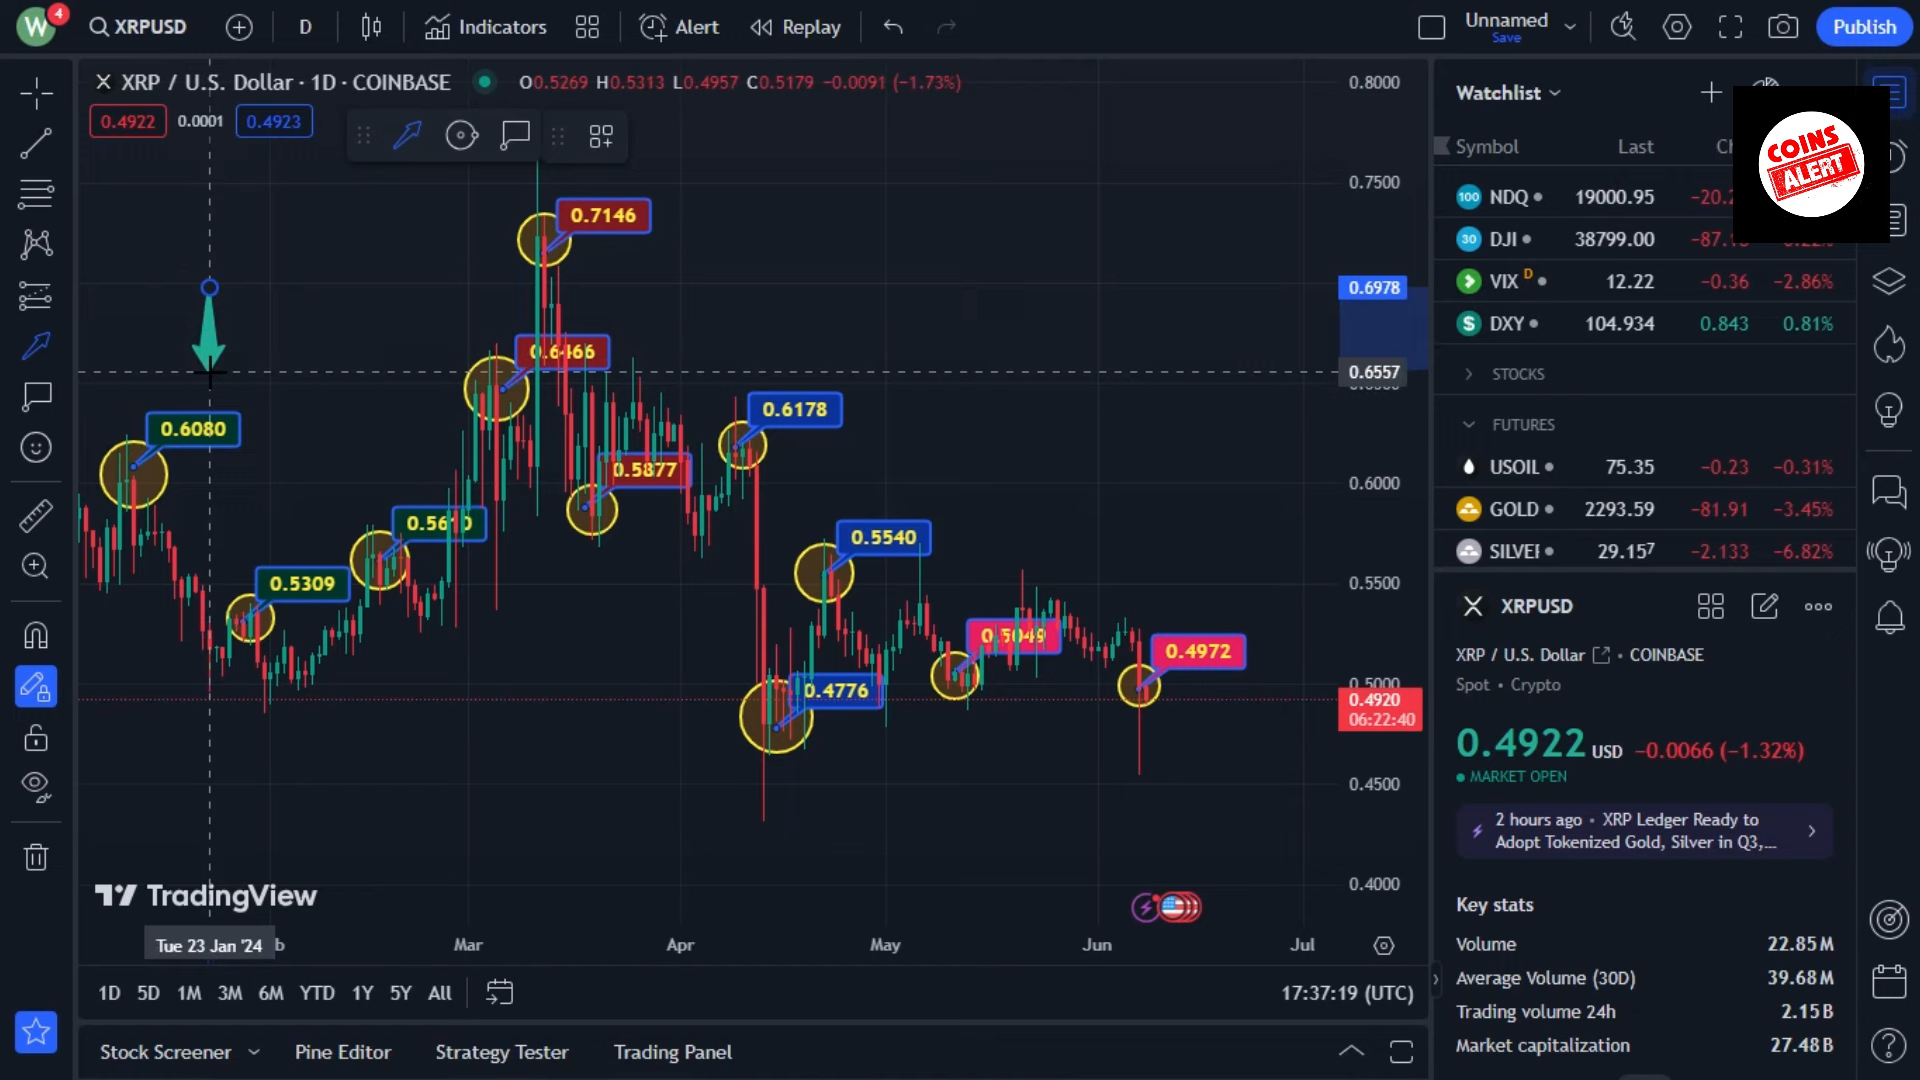 W 4 XRPUSD D Indicators Alert Replay Unnamed Save Publish
XRP / U.S. Dollar · 1D · COINBASE O0.5269 H0.5313 L0.4957 C0.5179 −0.0091 (−1.73%)
0.4922 0.0001 0.4923
0.8000
0.7500
0.7146
0.6978
0.6466
0.6557
0.6178
0.6080
0.5877
0.6000
0.5540
0.5309
0.5500
0.5049
0.4972
0.4776
0.5000
0.4920
06:22:40
0.4500
0.4000
TradingView
Tue 23 Jan '24 b Mar Apr May Jun Jul
1D 5D 1M 3M 6M YTD 1Y 5Y All 17:37:19 (UTC)
Stock Screener Pine Editor Strategy Tester Trading Panel
Watchlist
COINS
ALERT
Symbol Last
100 NDQ 19000.95
30 DJI 38799.00
VIX D 12.22 −0.36 −2.86%
DXY 104.934 0.843 0.81%
STOCKS
FUTURES
USOIL 75.35 −0.23 −0.31%
GOLD 2293.59 −81.91 −3.45%
SILVER 29.157 −2.133 −6.82%
XRPUSD
XRP / U.S. Dollar • COINBASE
Spot • Crypto
0.4922 USD −0.0066 (−1.32%)
MARKET OPEN
2 hours ago • XRP Ledger Ready to
Adopt Tokenized Gold, Silver in Q3,...
Key stats
Volume 22.85M
Average Volume (30D) 39.68M
Trading volume 24h 2.15B
Market capitalization 27.48B